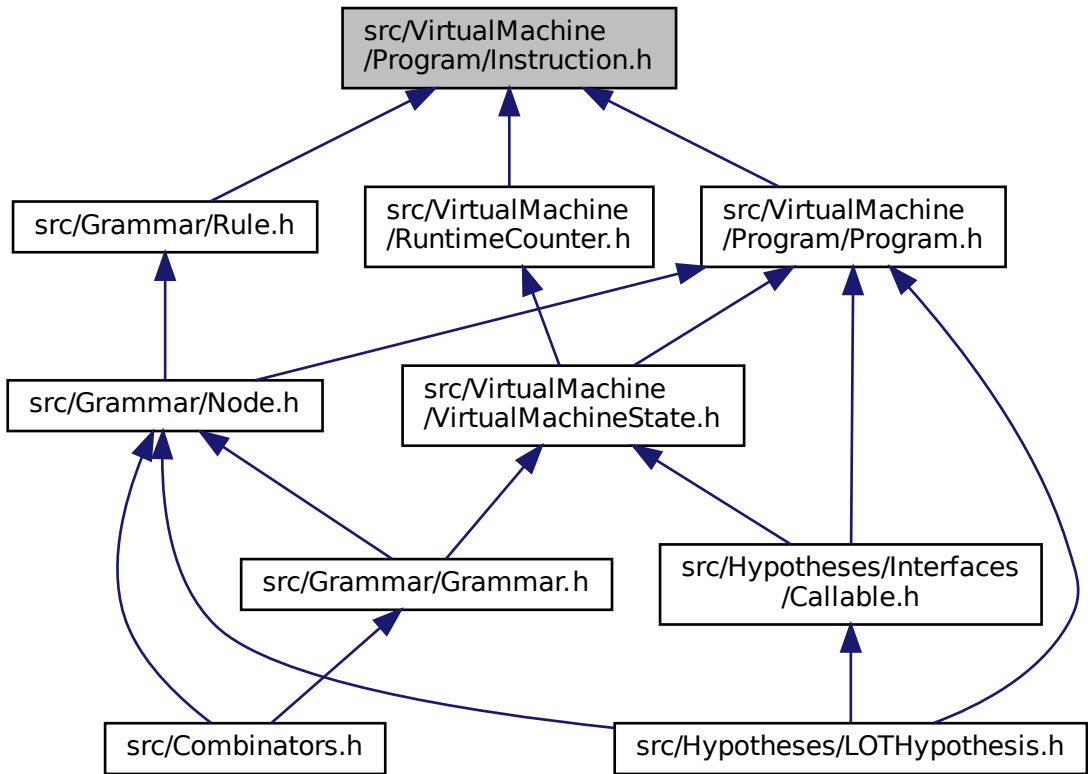 src/VirtualMachine
/Program/Instruction.h
src/Grammar/Rule.h
src/VirtualMachine
/RuntimeCounter.h
src/VirtualMachine
/Program/Program.h
src/Grammar/Node.h
src/VirtualMachine
/VirtualMachineState.h
src/Grammar/Grammar.h
src/Hypotheses/Interfaces
/Callable.h
src/Combinators.h
src/Hypotheses/LOTHypothesis.h